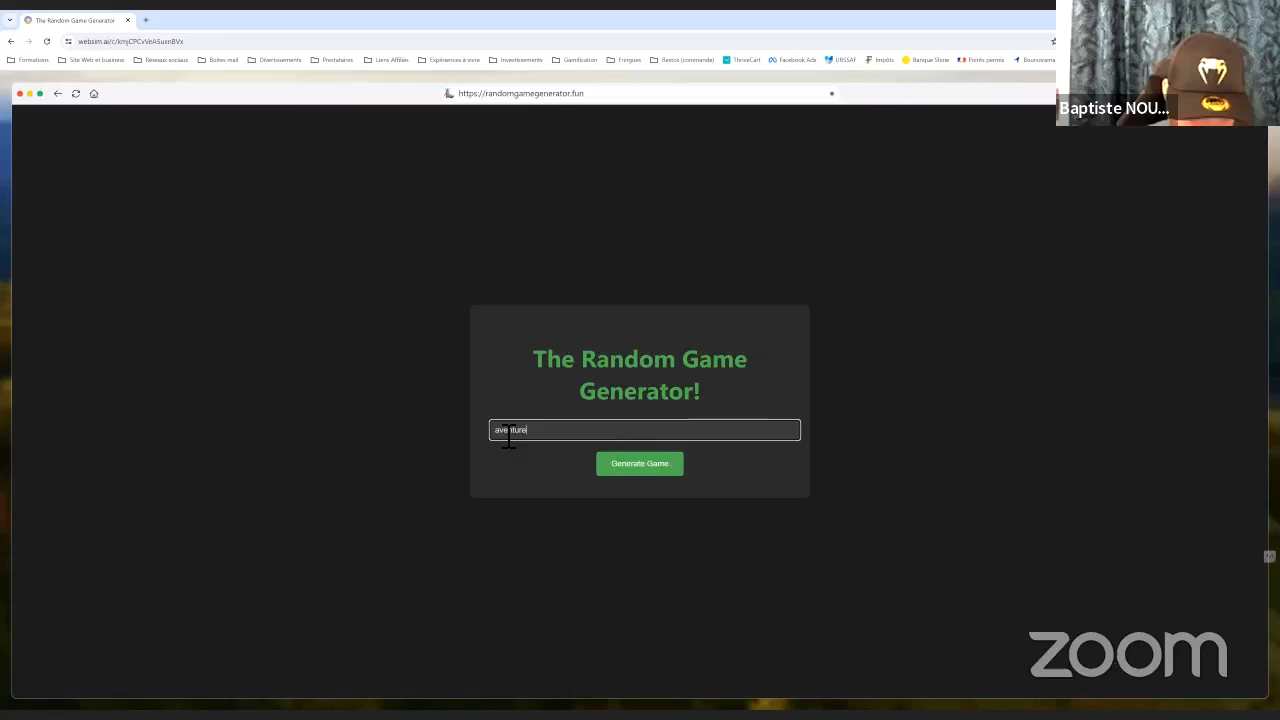 The Random Game Generator
websim.ai/c/kmjCPCvVeASuxnBVx
Formations Site Web et business Réseaux sociaux Boites mail Divertissements Prestataires Liens Affiliés Expériences à vivre Investissements Gamification Fringues Restos (commande) ThriveCart Facebook Ads URSSAF Impôts Banque Shine Points permis Boursorama
https://randomgamegenerator.fun
Baptiste NOU...
The Random Game
Generator!
aventure
Generate Game
zoom